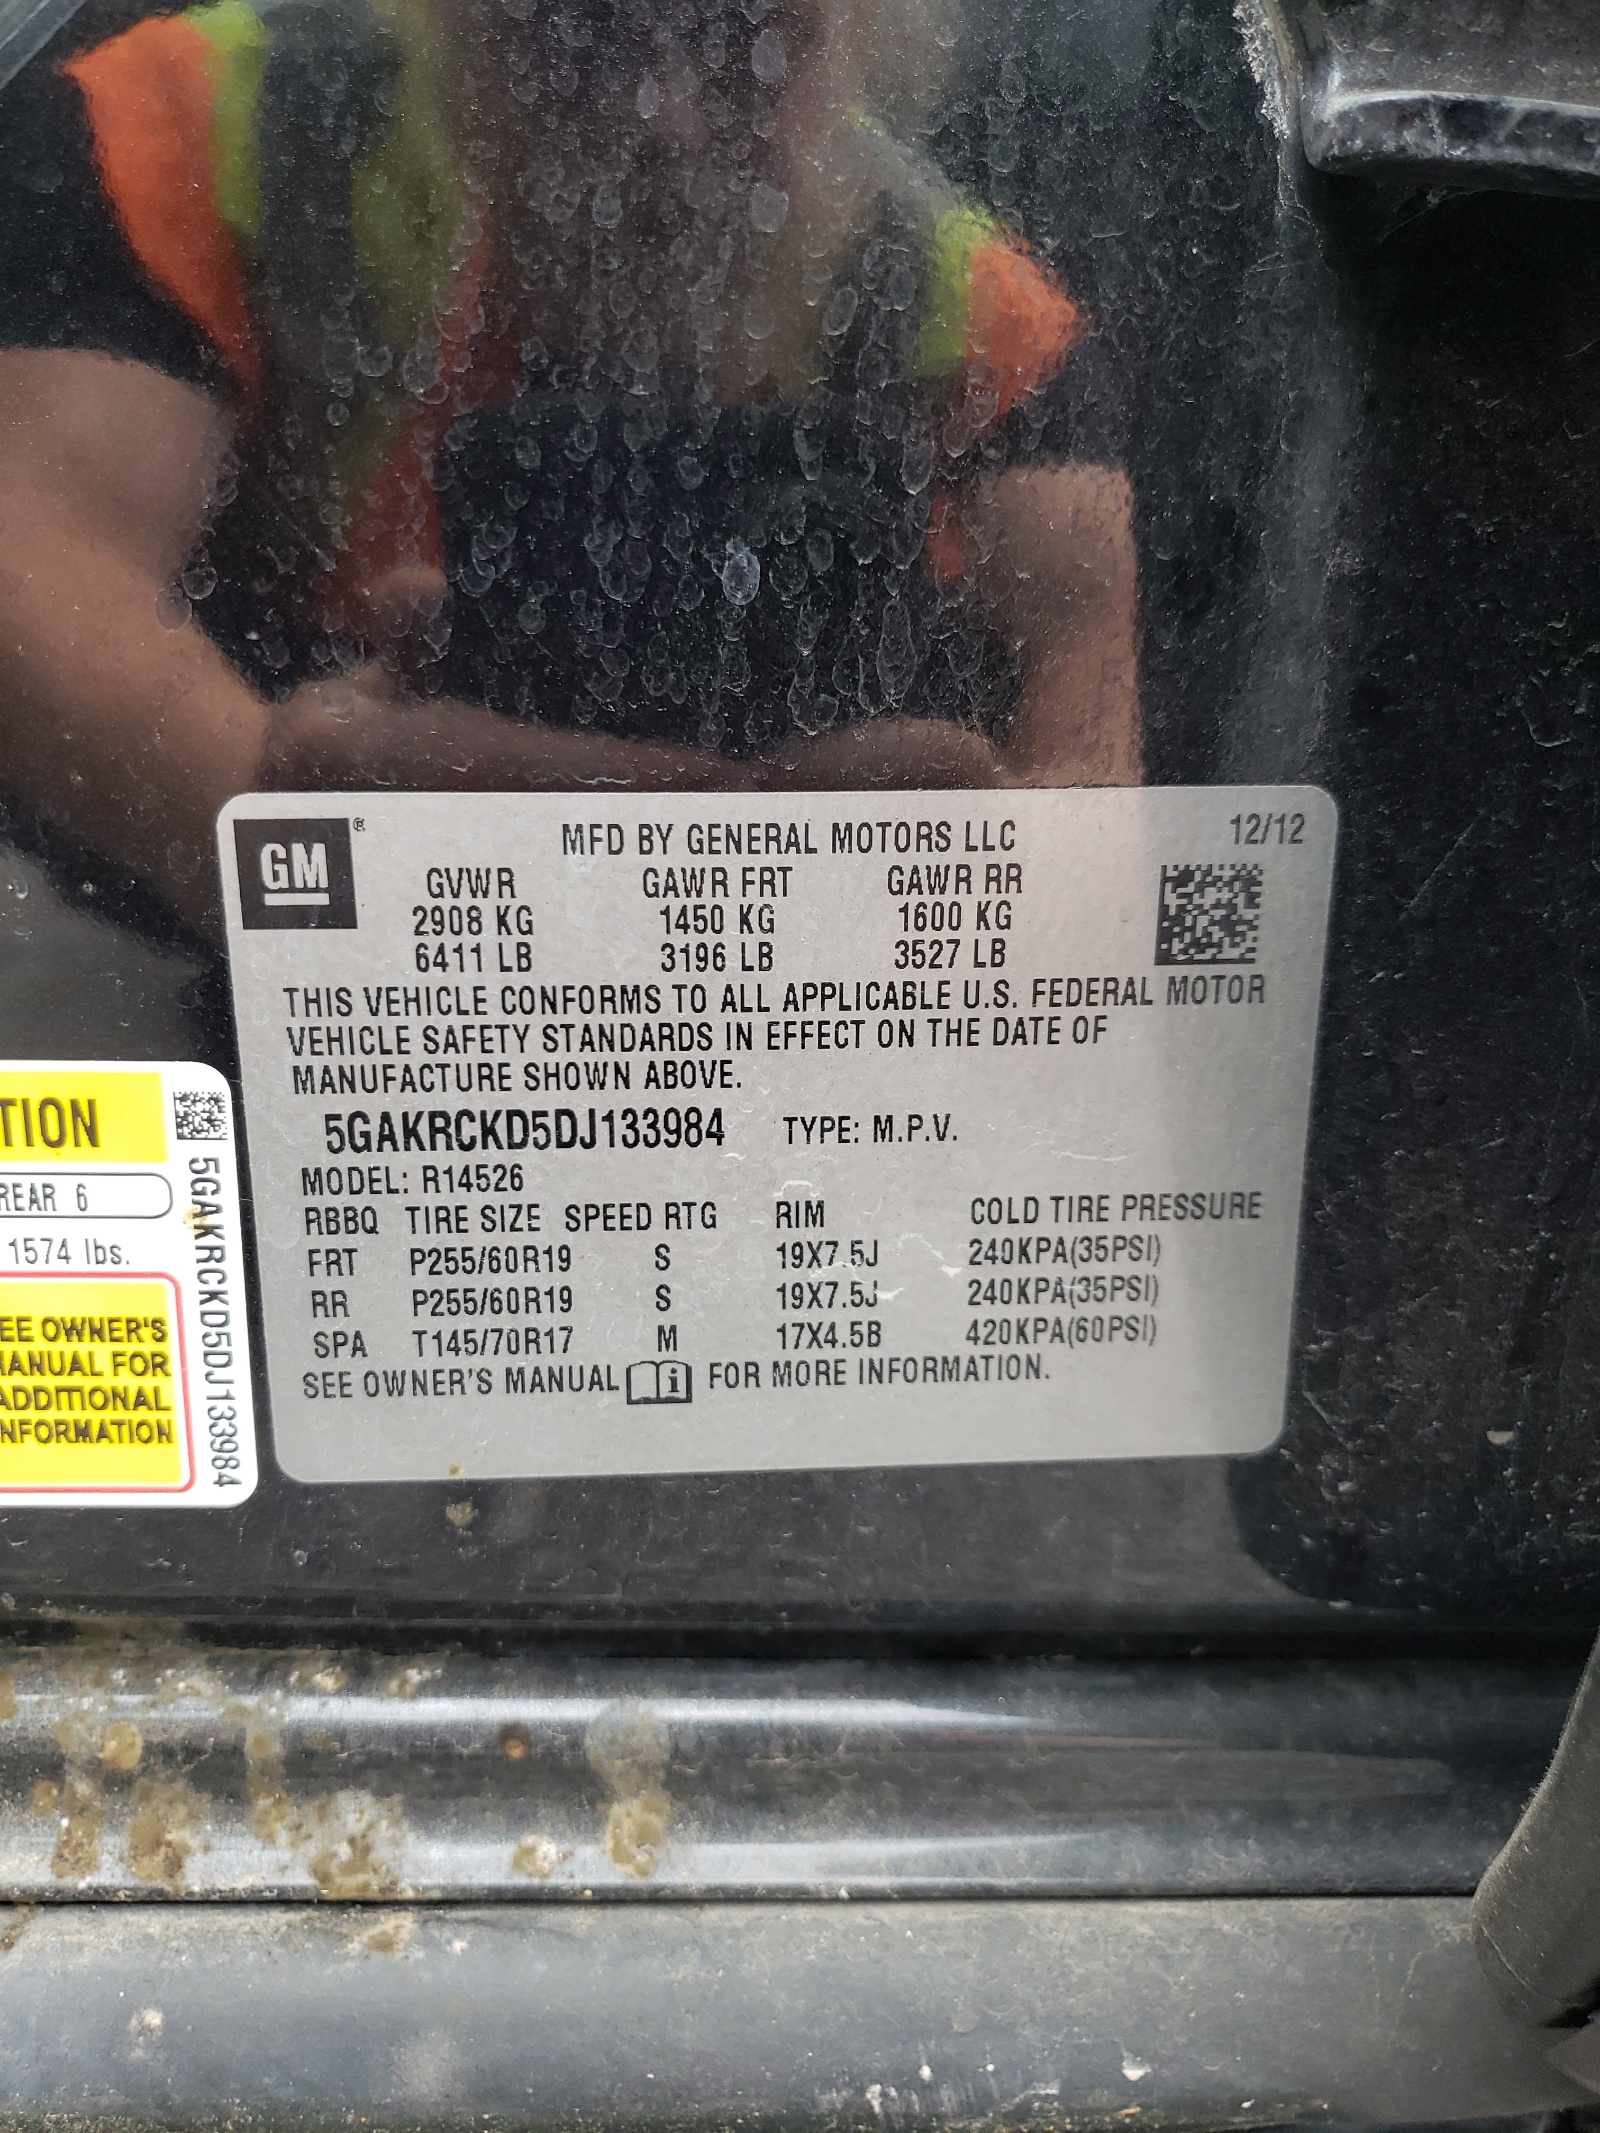 GM®
MFD BY GENERAL MOTORS LLC 12/12
GVWR GAWR FRT GAWR RR
2908 KG 1450 KG 1600 KG
6411 LB 3196 LB 3527 LB
THIS VEHICLE CONFORMS TO ALL APPLICABLE U.S. FEDERAL MOTOR
VEHICLE SAFETY STANDARDS IN EFFECT ON THE DATE OF
MANUFACTURE SHOWN ABOVE.
5GAKRCKD5DJ133984 TYPE: M.P.V.
MODEL: R14526
RBBQ TIRE SIZE SPEED RTG RIM COLD TIRE PRESSURE
FRT P255/60R19 S 19X7.5J 240KPA(35PSI)
RR P255/60R19 S 19X7.5J 240KPA(35PSI)
SPA T145/70R17 M 17X4.5B 420KPA(60PSI)
SEE OWNER'S MANUAL i FOR MORE INFORMATION.
TION
REAR 6
1574 lbs.
EE OWNER'S
ANUAL FOR
ADDITIONAL
NFORMATION
5GAKRCKD5DJ133984